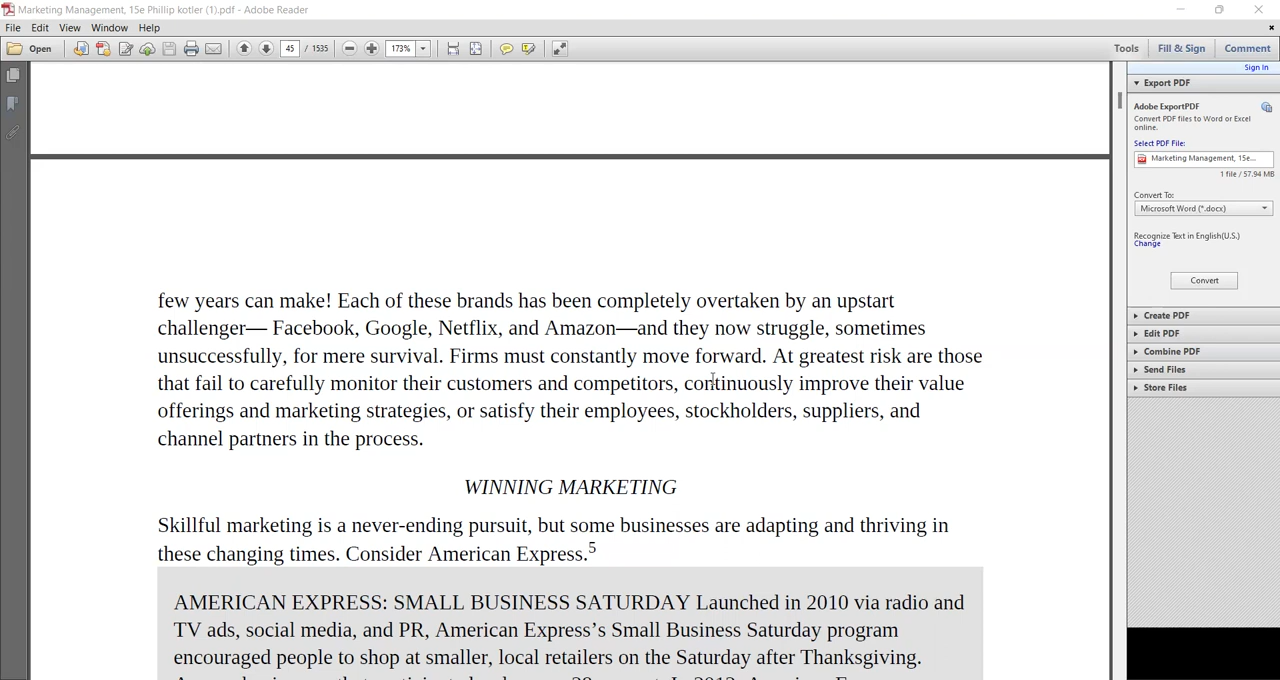 Marketing Management, 15e Phillip kotler (1).pdf - Adobe Reader
File Edit View Window Help
Open 45 / 1535 173% Tools Fill & Sign Comment
Sign In
Export PDF
Adobe ExportPDF
Convert PDF files to Word or Excel
online.
Select PDF File:
Marketing Management, 15e...
1 file / 57.94 MB
Convert To:
Microsoft Word (*.docx)
Recognize Text in English(U.S.)
Change
Convert
Create PDF
Edit PDF
Combine PDF
Send Files
Store Files
few years can make! Each of these brands has been completely overtaken by an upstart
challenger— Facebook, Google, Netflix, and Amazon—and they now struggle, sometimes
unsuccessfully, for mere survival. Firms must constantly move forward. At greatest risk are those
that fail to carefully monitor their customers and competitors, continuously improve their value
offerings and marketing strategies, or satisfy their employees, stockholders, suppliers, and
channel partners in the process.
WINNING MARKETING
Skillful marketing is a never-ending pursuit, but some businesses are adapting and thriving in
these changing times. Consider American Express.5
AMERICAN EXPRESS: SMALL BUSINESS SATURDAY Launched in 2010 via radio and
TV ads, social media, and PR, American Express’s Small Business Saturday program
encouraged people to shop at smaller, local retailers on the Saturday after Thanksgiving.